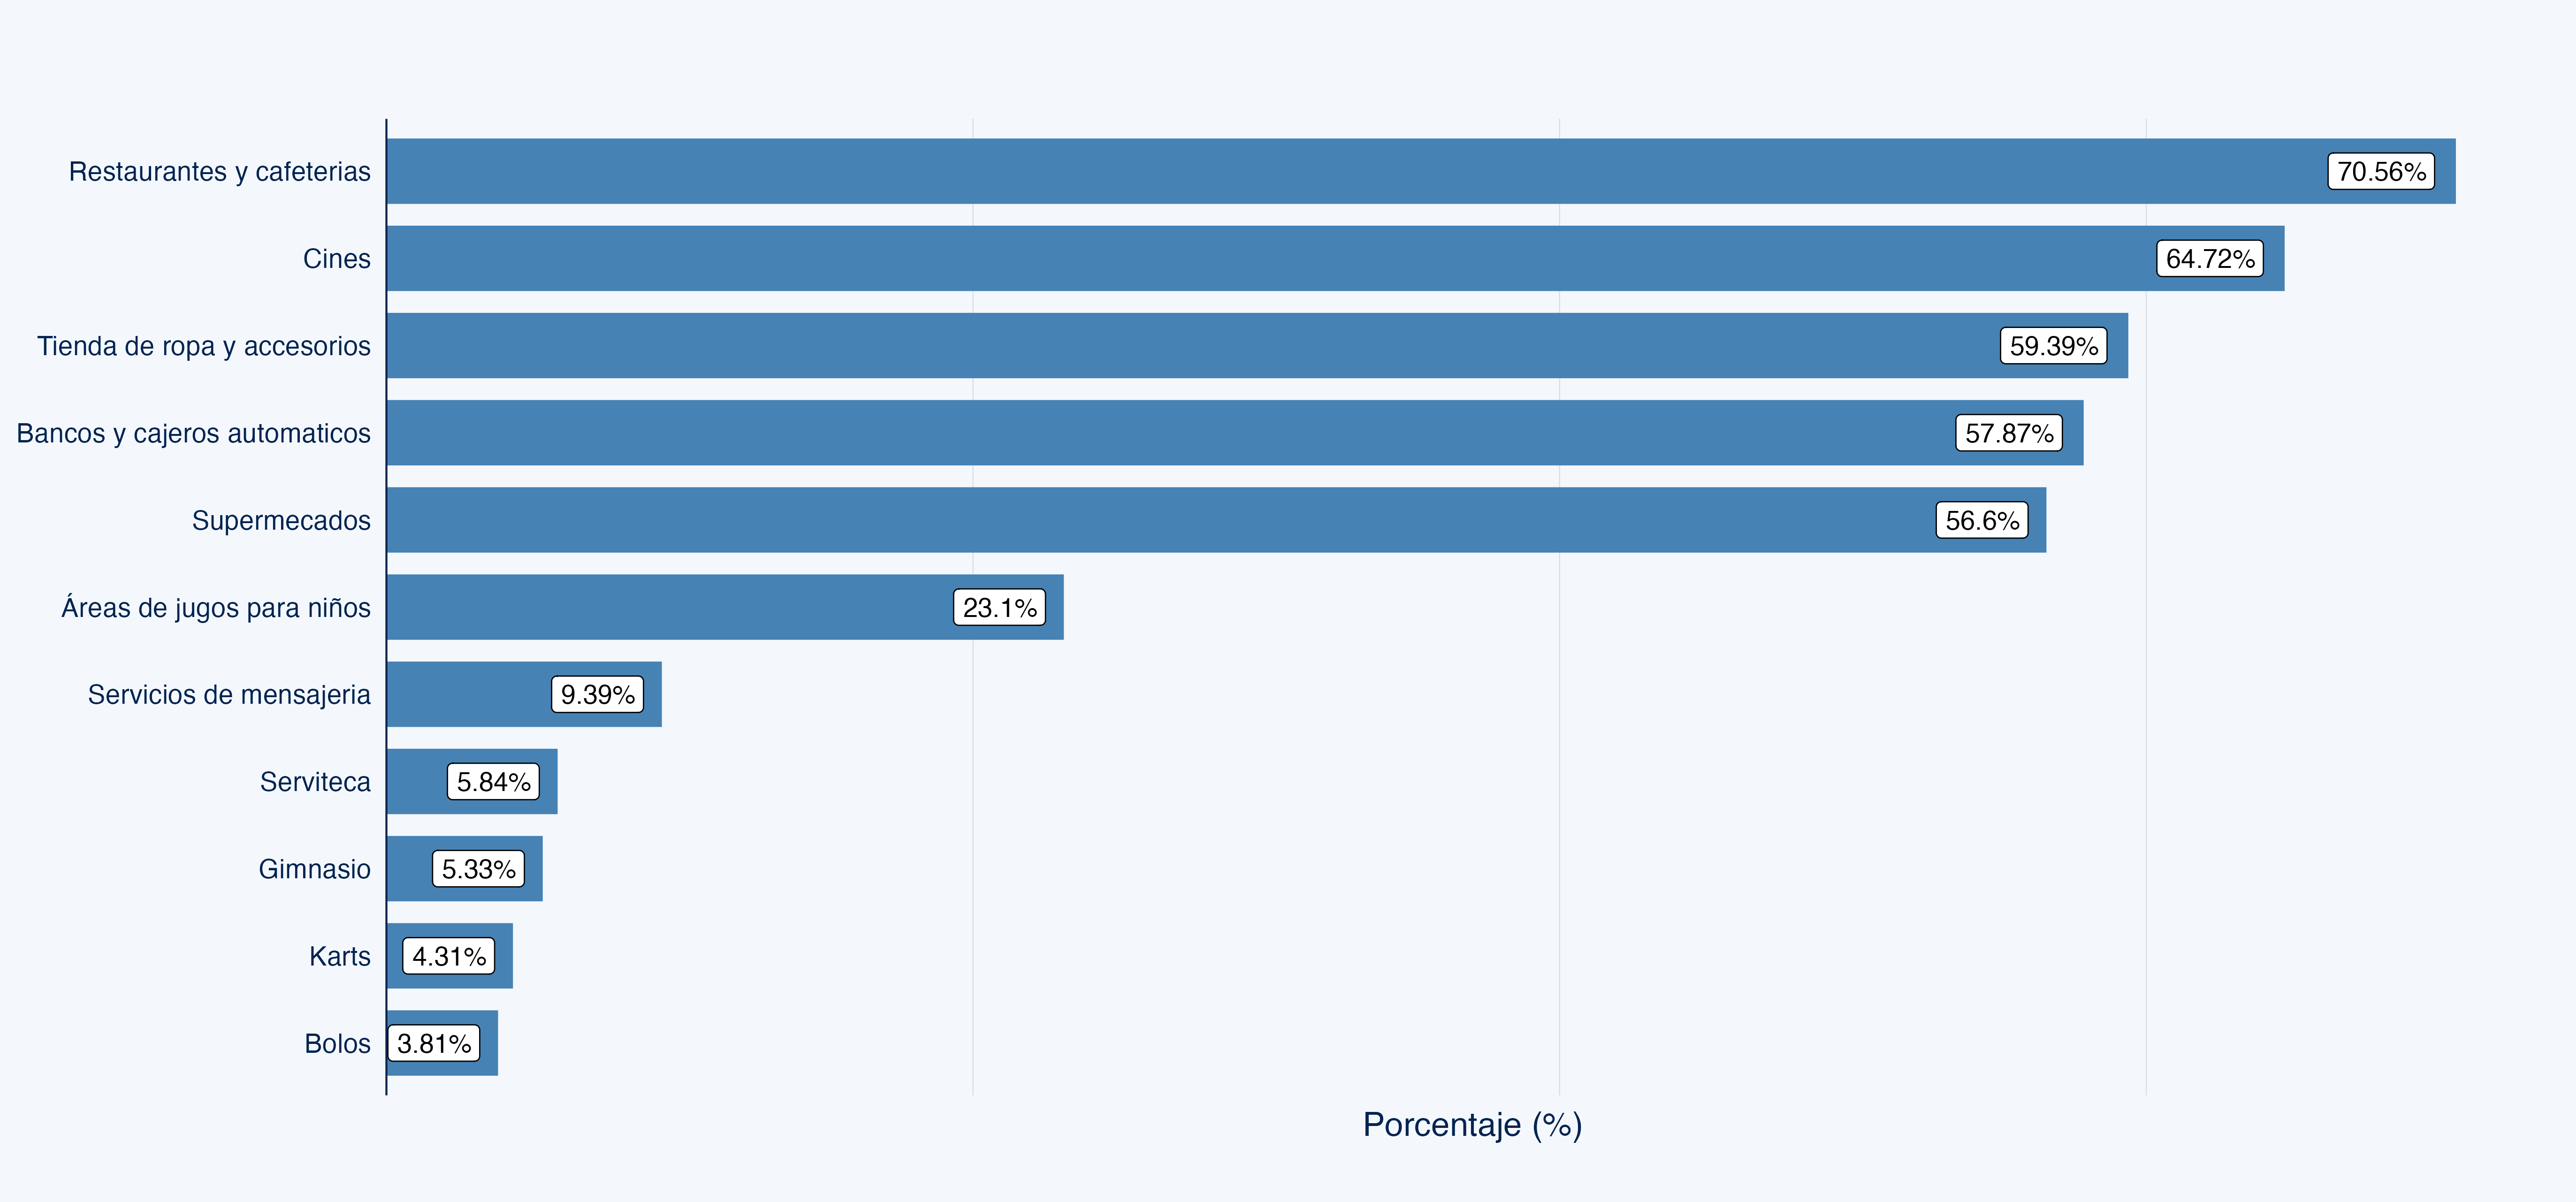 Restaurantes y cafeterias 70.56%
Cines 64.72%
Tienda de ropa y accesorios 59.39%
Bancos y cajeros automaticos 57.87%
Supermecados 56.6%
Áreas de jugos para niños 23.1%
Servicios de mensajeria 9.39%
Serviteca 5.84%
Gimnasio 5.33%
Karts 4.31%
Bolos 3.81%
Porcentaje (%)